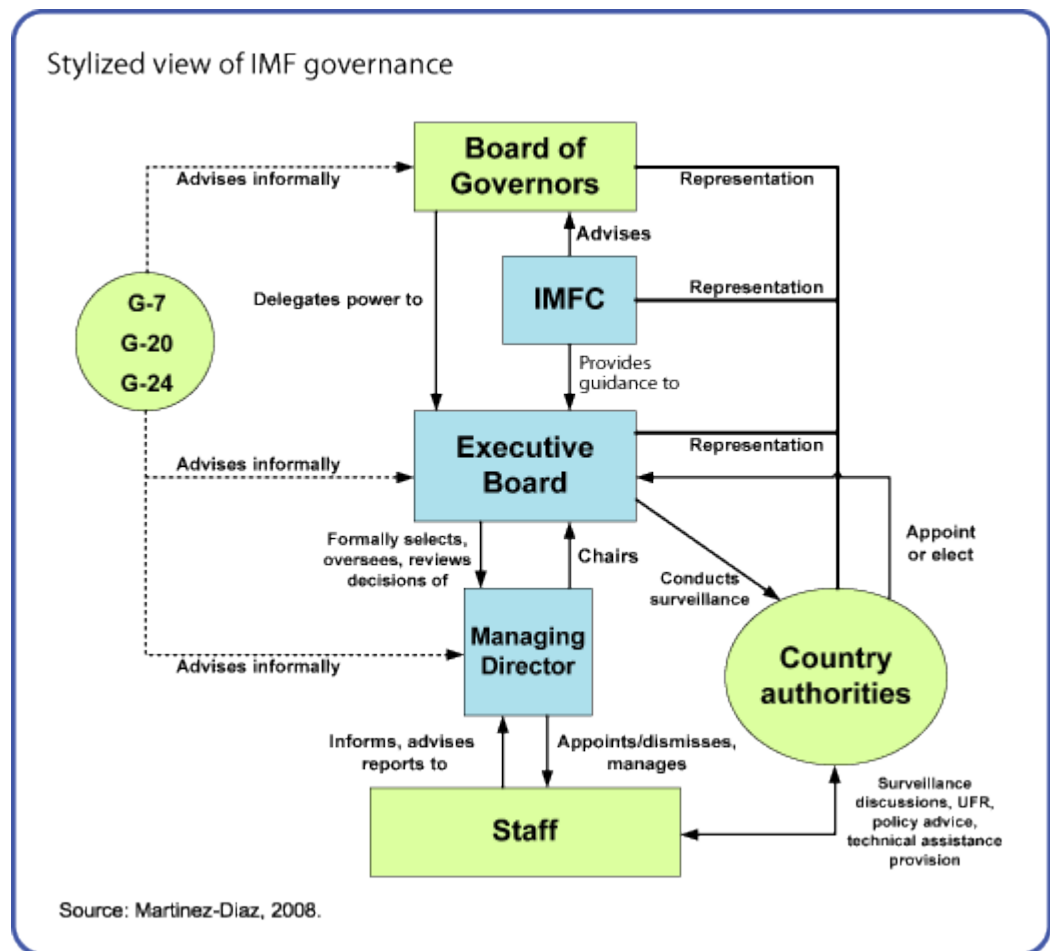 Stylized view of IMF governance
Board of
Governors
Advises informally
Representation
Advises
G-7
G-20
G-24
Delegates power to
IMFC
Representation
Provides
guidance to
Executive
Board
Representation
Advises informally
Appoint
or elect
Formally selects,
oversees, reviews
decisions of
Chairs
Conducts
surveillance
Managing
Director
Advises informally
Country
authorities
Informs, advises
reports to
Appoints/dismisses,
manages
Staff
Surveillance
discussions, UFR,
policy advice,
technical assistance
provision
Source: Martinez-Diaz, 2008.